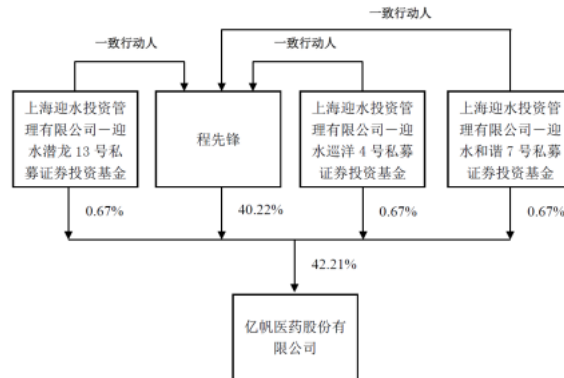 一致行动人
一致行动人
一致行动人
上海迎水投资管
理有限公司－迎
水潜龙 13 号私
募证券投资基金
程先锋
上海迎水投资管
理有限公司－迎
水巡洋 4 号私募
证券投资基金
上海迎水投资管
理有限公司－迎
水和谐 7 号私募
证券投资基金
0.67%
40.22%
0.67%
0.67%
42.21%
亿帆医药股份有
限公司